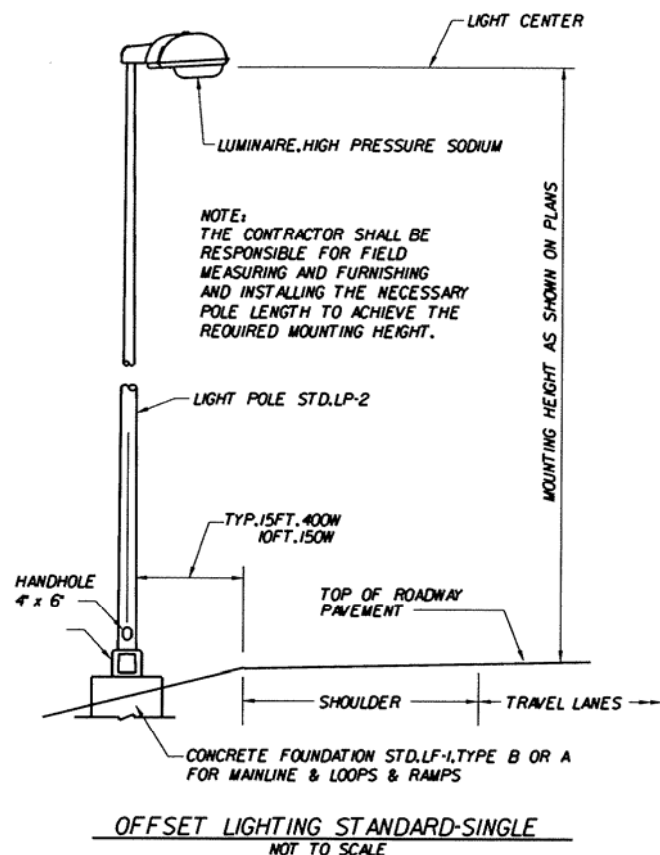 LIGHT CENTER
LUMINAIRE, HIGH PRESSURE SODIUM
NOTE:
THE CONTRACTOR SHALL BE
RESPONSIBLE FOR FIELD
MEASURING AND FURNISHING
AND INSTALLING THE NECESSARY
POLE LENGTH TO ACHIEVE THE
REQUIRED MOUNTING HEIGHT.
MOUNTING HEIGHT AS SHOWN ON PLANS
LIGHT POLE STD.LP-2
TYP.15FT.400W
10FT.150W
HANDHOLE
4" x 6"
TOP OF ROADWAY
PAVEMENT
SHOULDER
TRAVEL LANES
CONCRETE FOUNDATION STD.LF-1,TYPE B OR A
FOR MAINLINE & LOOPS & RAMPS
OFFSET LIGHTING STANDARD-SINGLE
NOT TO SCALE